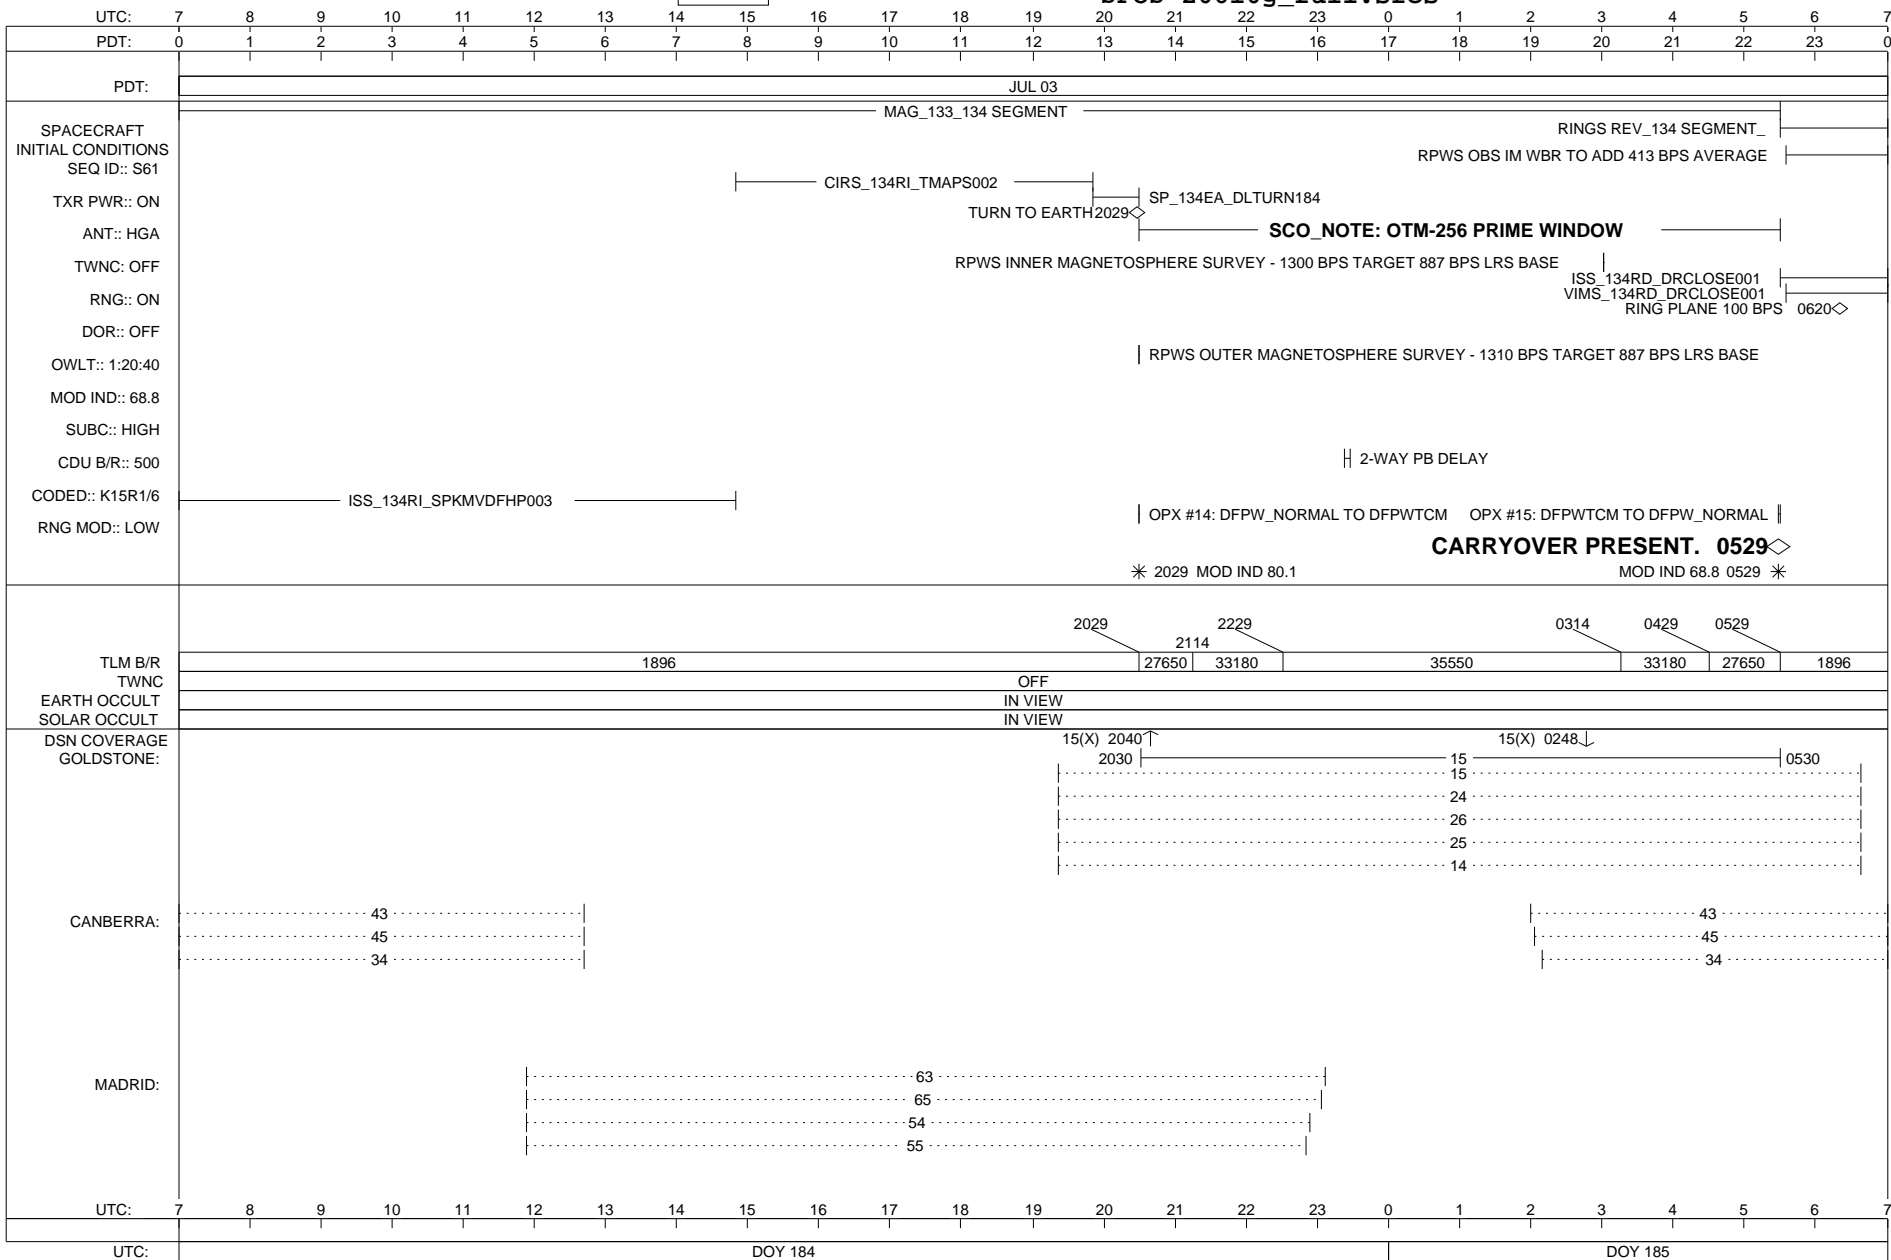 UTC: 7 8 9 10 11 12 13 14 15 16 17 18 19 20 21 22 23 0 1 2 3 4 5 6 7
PDT: 0 1 2 3 4 5 6 7 8 9 10 11 12 13 14 15 16 17 18 19 20 21 22 23 0
PDT: JUL 03
MAG_133_134 SEGMENT
SPACECRAFT RINGS REV_134 SEGMENT_
INITIAL CONDITIONS
RPWS OBS IM WBR TO ADD 413 BPS AVERAGE
SEQ ID:: S61
CIRS_134RI_TMAPS002
TXR PWR:: ON SP_134EA_DLTURN184
TURN TO EARTH 2029
ANT:: HGA SCO_NOTE: OTM-256 PRIME WINDOW
TWNC: OFF RPWS INNER MAGNETOSPHERE SURVEY - 1300 BPS TARGET 887 BPS LRS BASE
ISS_134RD_DRCLOSE001
RNG:: ON VIMS_134RD_DRCLOSE001
RING PLANE 100 BPS 0620
DOR:: OFF
RPWS OUTER MAGNETOSPHERE SURVEY - 1310 BPS TARGET 887 BPS LRS BASE
OWLT:: 1:20:40
MOD IND:: 68.8
SUBC:: HIGH
CDU B/R:: 500 2-WAY PB DELAY
CODED:: K15R1/6 ISS_134RI_SPKMVDFHP003
OPX #14: DFPW_NORMAL TO DFPWTCM OPX #15: DFPWTCM TO DFPW_NORMAL
RNG MOD:: LOW
CARRYOVER PRESENT. 0529
2029 MOD IND 80.1 MOD IND 68.8 0529
2029 2229 0314 0429 0529
2114
TLM B/R 1896 27650 33180 35550 33180 27650 1896
TWNC OFF
EARTH OCCULT IN VIEW
SOLAR OCCULT IN VIEW
DSN COVERAGE 15(X) 2040 15(X) 0248
GOLDSTONE: 2030 15 0530
15
24
26
25
14
CANBERRA: 43 43
45 45
34 34
MADRID: 63
65
54
55
UTC: 7 8 9 10 11 12 13 14 15 16 17 18 19 20 21 22 23 0 1 2 3 4 5 6 7
UTC: DOY 184 DOY 185